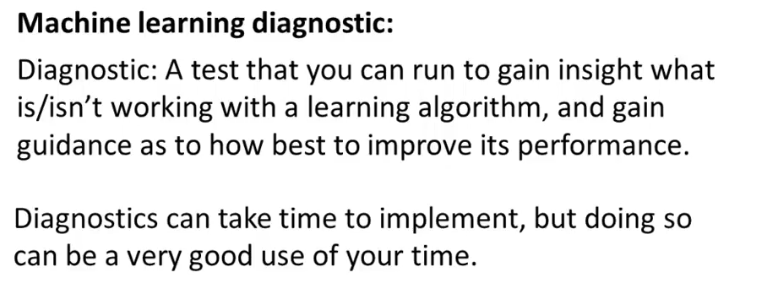 Machine learning diagnostic:
Diagnostic: A test that you can run to gain insight what
is/isn’t working with a learning algorithm, and gain
guidance as to how best to improve its performance.
Diagnostics can take time to implement, but doing so
can be a very good use of your time.